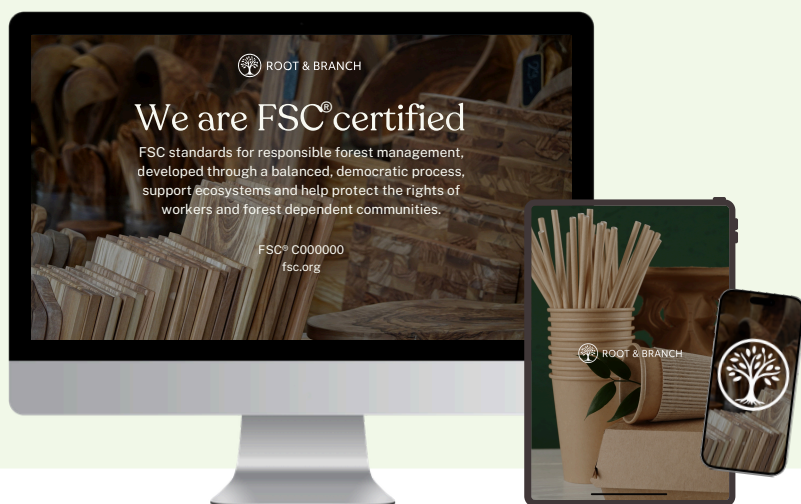 ROOT & BRANCH
We are FSC® certified
FSC standards for responsible forest management,
developed through a balanced, democratic process,
support ecosystems and help protect the rights of
workers and forest dependent communities.
FSC® C000000
fsc.org
ROOT & BRANCH